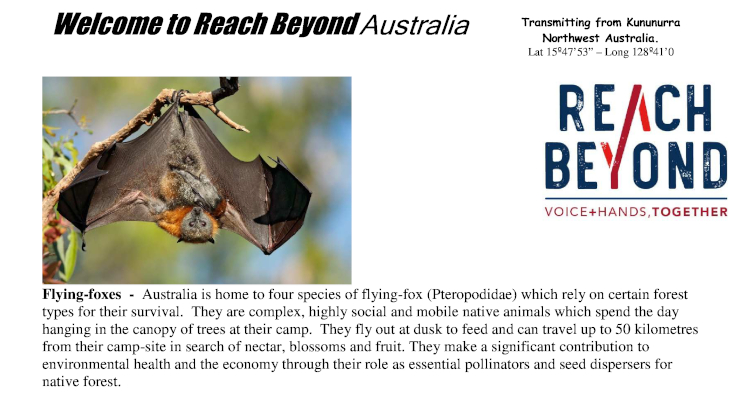 Welcome to Reach Beyond Australia
Transmitting from Kununurra
Northwest Australia.
Lat 15º47'53” – Long 128º41'0
REACH
BEYOND
VOICE+HANDS,TOGETHER
Flying-foxes - Australia is home to four species of flying-fox (Pteropodidae) which rely on certain forest
types for their survival. They are complex, highly social and mobile native animals which spend the day
hanging in the canopy of trees at their camp. They fly out at dusk to feed and can travel up to 50 kilometres
from their camp-site in search of nectar, blossoms and fruit. They make a significant contribution to
environmental health and the economy through their role as essential pollinators and seed dispersers for
native forest.